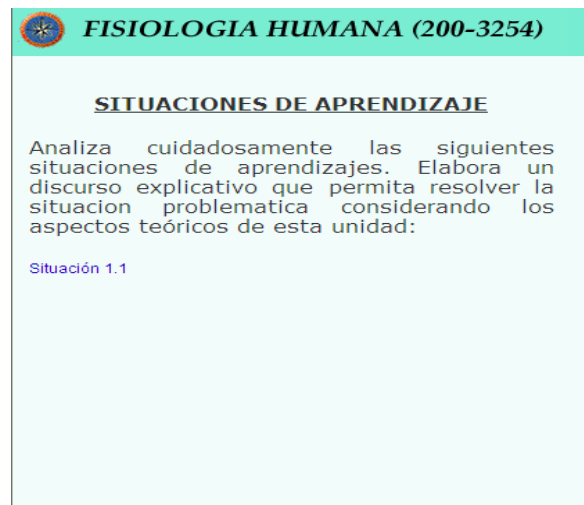 FISIOLOGIA HUMANA (200-3254)
SITUACIONES DE APRENDIZAJE
Analiza cuidadosamente las siguientes
situaciones de aprendizajes. Elabora un
discurso explicativo que permita resolver la
situacion problematica considerando los
aspectos teóricos de esta unidad:
Situación 1.1